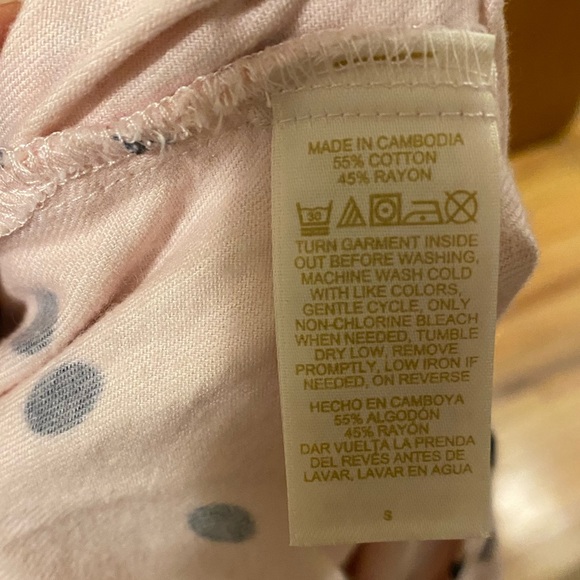 MADE IN CAMBODIA
55% COTTON
45% RAYON
30
TURN GARMENT INSIDE
OUT BEFORE WASHING,
MACHINE WASH COLD
WITH LIKE COLORS,
GENTLE CYCLE, ONLY
NON-CHLORINE BLEACH
WHEN NEEDED, TUMBLE
DRY LOW, REMOVE
PROMPTLY, LOW IRON IF
NEEDED, ON REVERSE
HECHO EN CAMBOYA
55% ALGODÓN
45% RAYÓN
DAR VUELTA LA PRENDA
DEL REVÉS ANTES DE
LAVAR, LAVAR EN AGUA
S